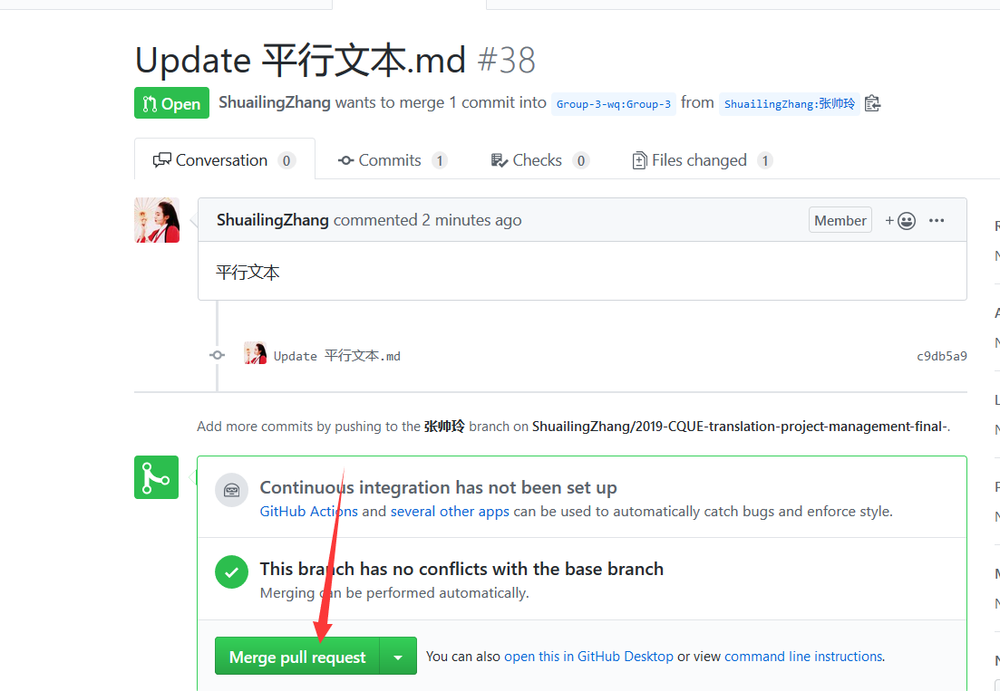 Update 平行文本.md #38
Open ShuailingZhang wants to merge 1 commit into Group-3-wq:Group-3 from ShuailingZhang:张帅玲
Conversation 0 Commits 1 Checks 0 Files changed 1
ShuailingZhang commented 2 minutes ago Member +
平行文本
Update 平行文本.md c9db5a9
Add more commits by pushing to the 张帅玲 branch on ShuailingZhang/2019-CQUE-translation-project-management-final-.
Continuous integration has not been set up
GitHub Actions and several other apps can be used to automatically catch bugs and enforce style.
This branch has no conflicts with the base branch
Merging can be performed automatically.
Merge pull request You can also open this in GitHub Desktop or view command line instructions.